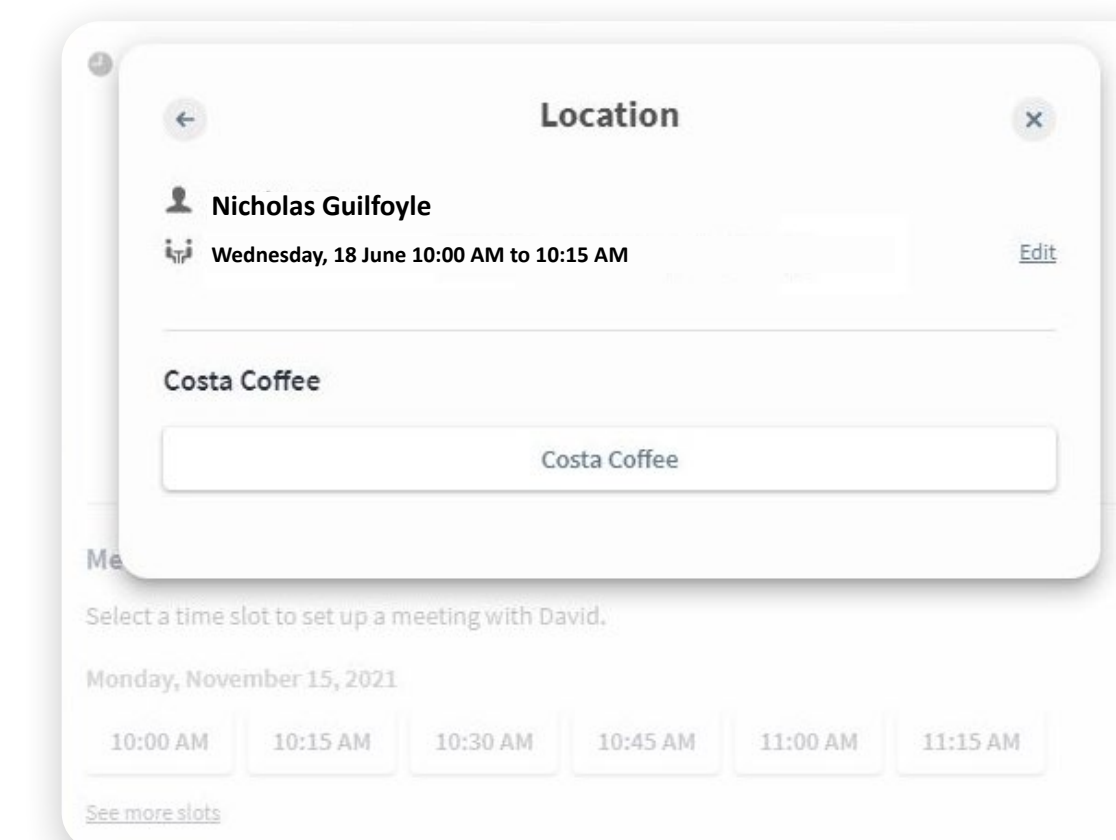 Location
Nicholas Guilfoyle
Wednesday, 18 June 10:00 AM to 10:15 AM
Edit
Costa Coffee
Costa Coffee
Me
Select a time slot to set up a meeting with David.
Monday, November 15, 2021
10:00 AM 10:15 AM 10:30 AM 10:45 AM 11:00 AM 11:15 AM
See more slots